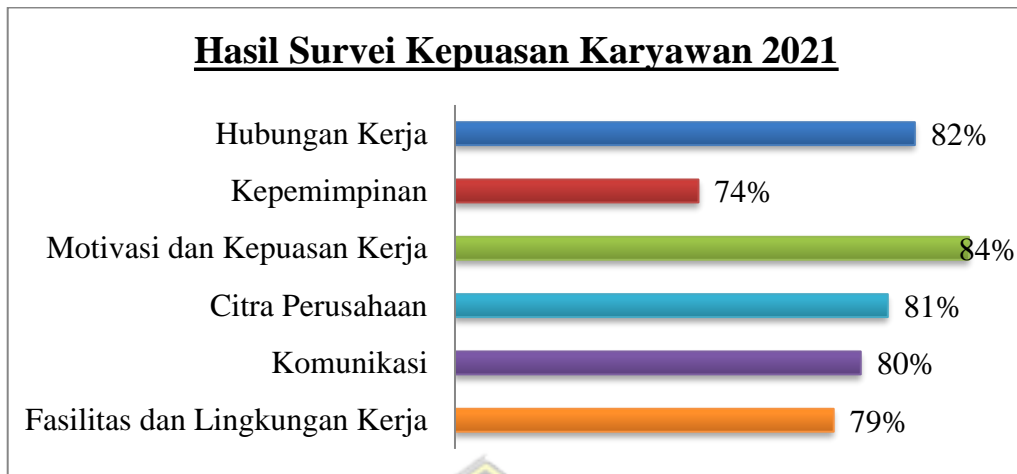 Hasil Survei Kepuasan Karyawan 2021
Hubungan Kerja 82%
Kepemimpinan 74%
Motivasi dan Kepuasan Kerja 84%
Citra Perusahaan 81%
Komunikasi 80%
Fasilitas dan Lingkungan Kerja 79%